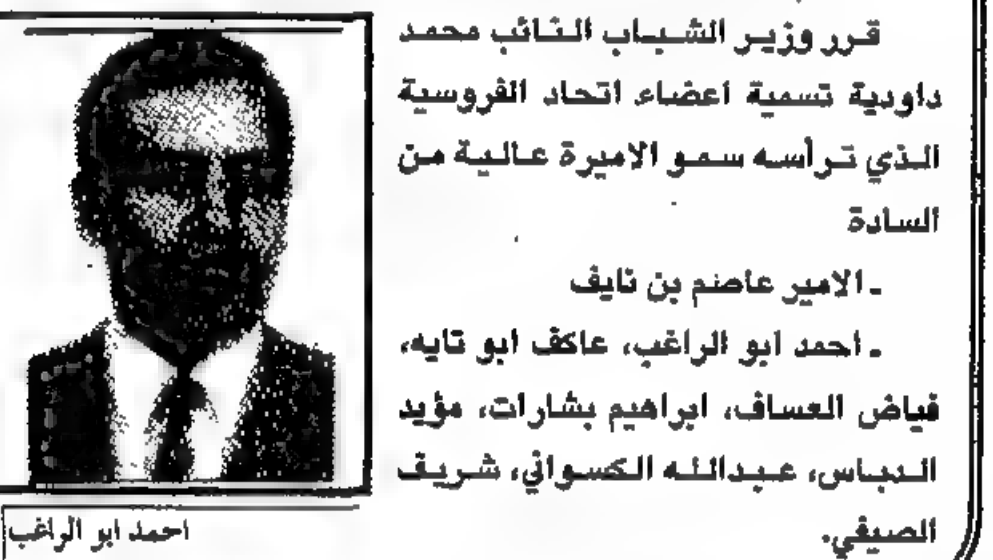 قرر وزير الشباب النائب محمد
داودية تسمية اعضاء اتحاد الفروسية
الذي ترأسه سمو الاميرة عالية من
السادة
- الامير عاصم بن نايف
- احمد ابو الراغب، عاكف ابو تايه،
فياض العساف، ابراهيم بشارات، مؤيد
الدباس، عبدالله الكسواني، شريف
الصيفي.
احمد ابو الراغب